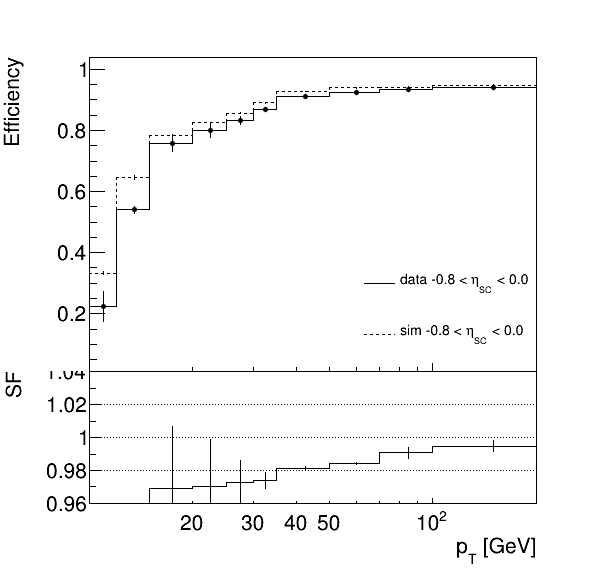 Efficiency
1
0.8
0.6
0.4
0.2
data -0.8 < η_SC < 0.0
sim -0.8 < η_SC < 0.0
SF
1.04
1.02
1
0.98
0.96
20 30 40 50 10²
p_T [GeV]